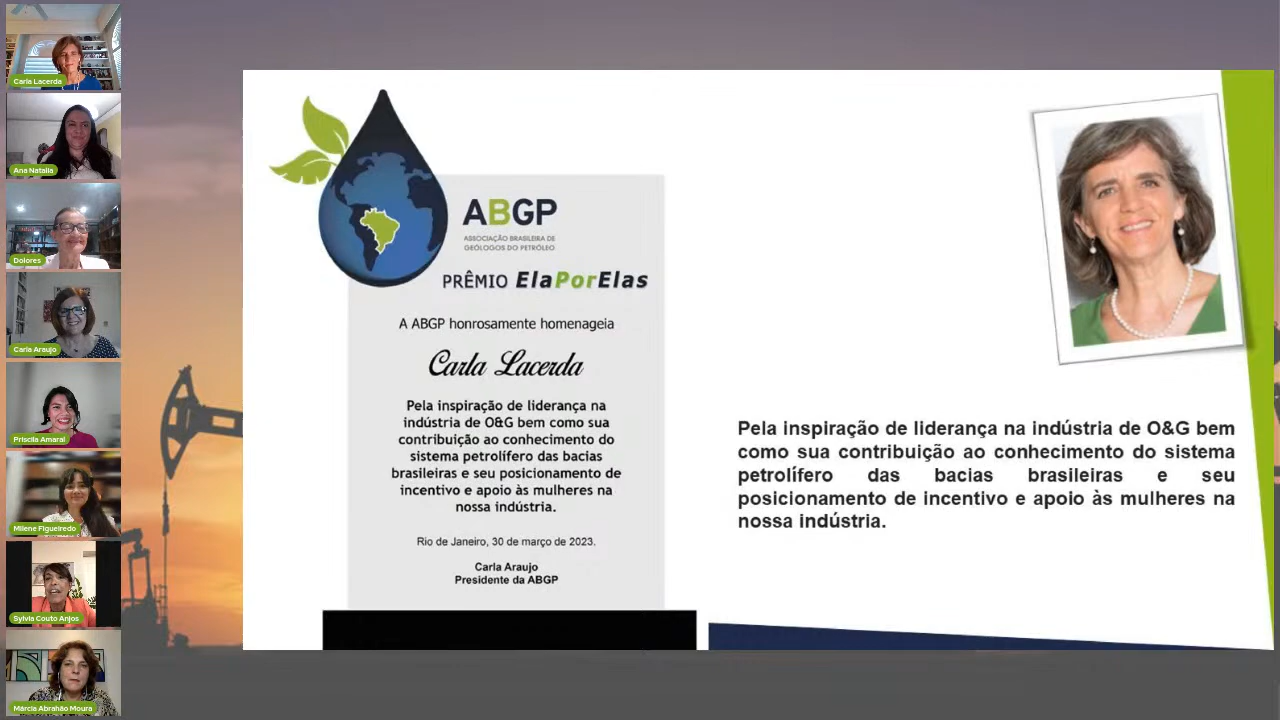 Carla Lacerda
Ana Natalia
Dolores
Carla Araujo
Priscila Amaral
Milene Figueiredo
Sylvia Couto Anjos
Márcia Abrahão Moura
ABGP
ASSOCIAÇÃO BRASILEIRA DE
GEÓLOGOS DO PETRÓLEO
PRÊMIO ElaPorElas
A ABGP honrosamente homenageia
Carla Lacerda
Pela inspiração de liderança na
indústria de O&G bem como sua
contribuição ao conhecimento do
sistema petrolífero das bacias
brasileiras e seu posicionamento de
incentivo e apoio às mulheres na
nossa indústria.
Rio de Janeiro, 30 de março de 2023.
Carla Araujo
Presidente da ABGP
Pela inspiração de liderança na indústria de O&G bem
como sua contribuição ao conhecimento do sistema
petrolífero das bacias brasileiras e seu
posicionamento de incentivo e apoio às mulheres na
nossa indústria.